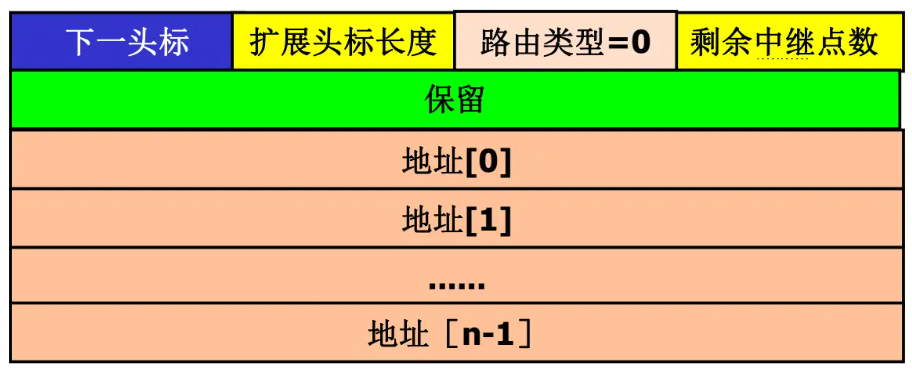 下一头标 扩展头标长度 路由类型=0 剩余中继点数
保留
地址[0]
地址[1]
……
地址［n-1］